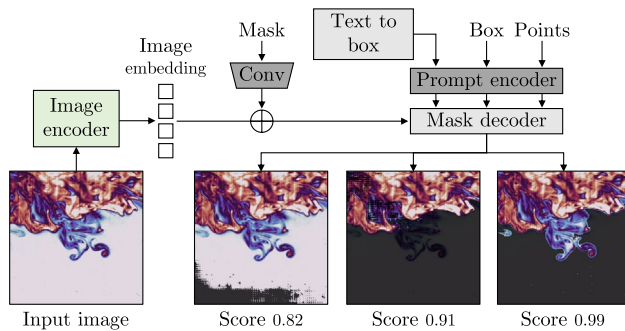 Image
embedding
Mask
Text to
box
Box
Points
Conv
Prompt encoder
Image
encoder
Mask decoder
Input image
Score 0.82
Score 0.91
Score 0.99